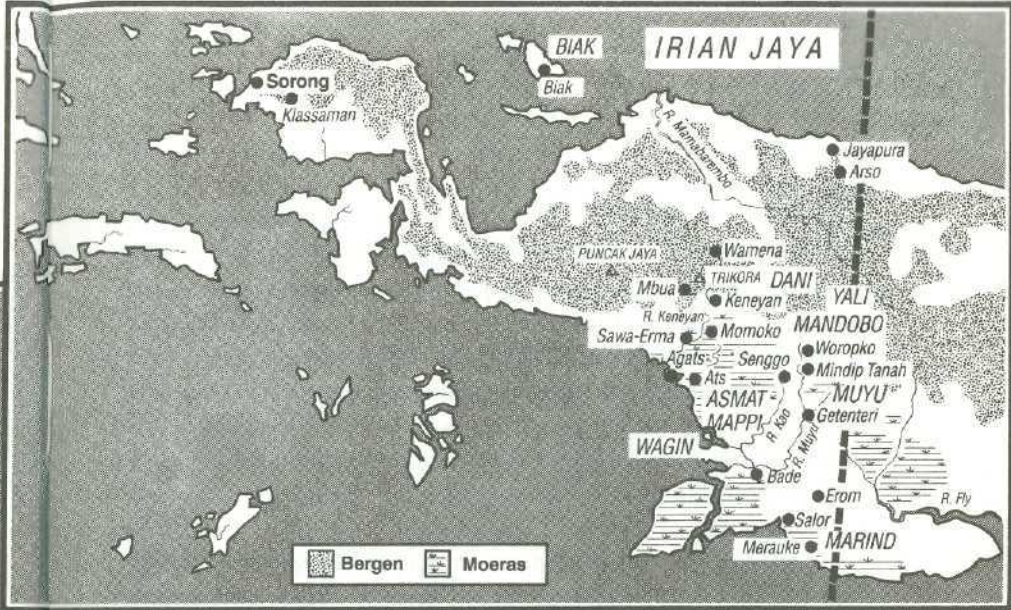 BIAK
IRIAN JAYA
Sorong
Biak
Klassaman
R. Mamabarembo
Jayapura
Arso
Wamena
PUNCAK JAYA
TRIKORA
DANI
Mbua
Keneyan
YALI
R. Keneyan
MANDOBO
Sawa-Erma
Momoko
Woropko
Agats
Senggo
Mindip Tanah
Ats
ASMAT
MUYU
MAPPI
Getenteri
R. Kao
R. Muyu
WAGIN
Bade
Erom
R. Fly
Salor
Merauke
MARIND
Bergen
Moeras